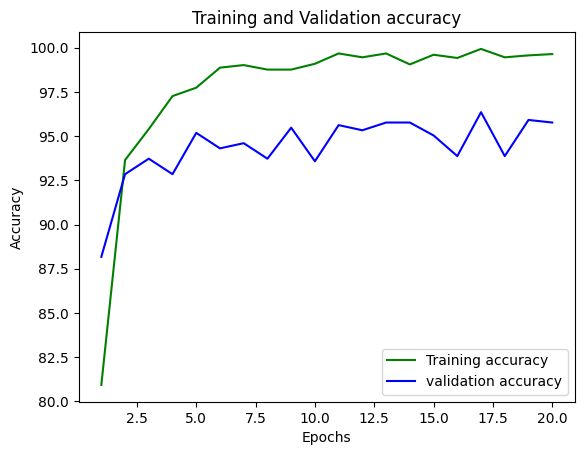 Training and Validation accuracy
100.0
97.5
95.0
92.5
90.0
87.5
85.0
82.5
80.0
Accuracy
Training accuracy
validation accuracy
2.5 5.0 7.5 10.0 12.5 15.0 17.5 20.0
Epochs